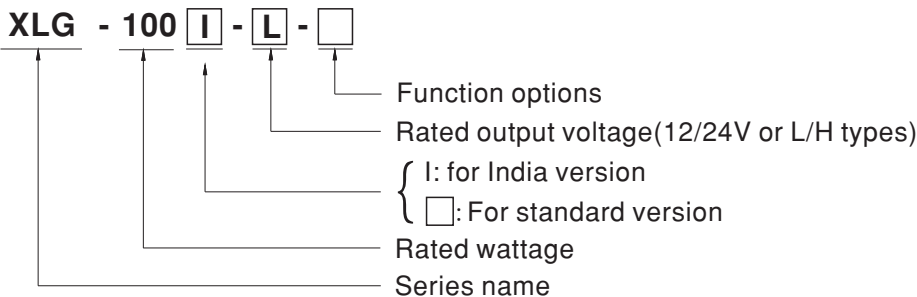 XLG - 100 I - L - □
Function options
Rated output voltage(12/24V or L/H types)
I: for India version
□: For standard version
Rated wattage
Series name